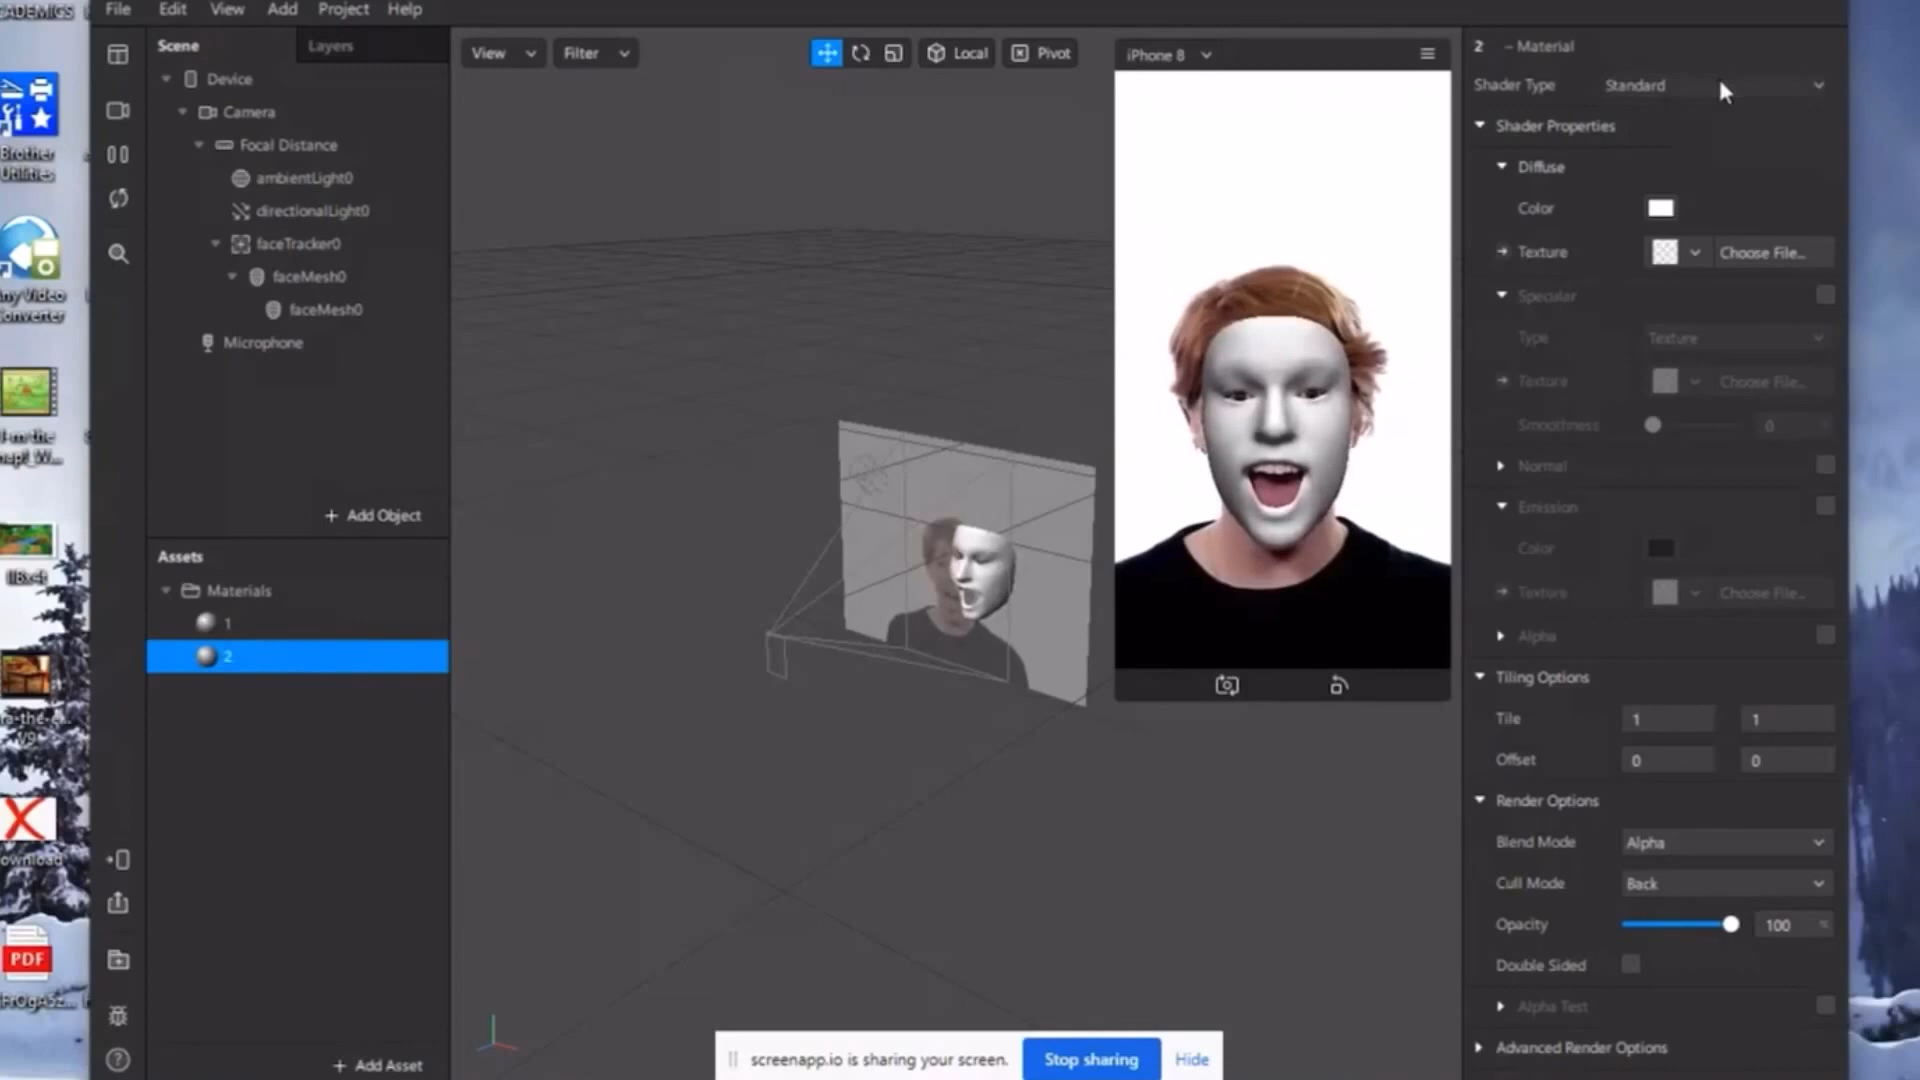 CADEMICS
File Edit View Add Project Help
Brother
Utilities
ny Video
onverter
llBx4t
PDF
Scene Layers
Device
Camera
Focal Distance
ambientLight0
directionalLight0
faceTracker0
faceMesh0
faceMesh0
Microphone
+ Add Object
Assets
Materials
1
2
+ Add Asset
View Filter Local Pivot
iPhone 8
2 - Material
Shader Type Standard
Shader Properties
Diffuse
Color
Texture Choose File...
Specular
Type Texture
Texture Choose File...
Smoothness 0
Normal
Emission
Color
Texture Choose File...
Alpha
Tiling Options
Tile 1 1
Offset 0 0
Render Options
Blend Mode Alpha
Cull Mode Back
Opacity 100 %
Double Sided
Alpha Test
Advanced Render Options
screenapp.io is sharing your screen. Stop sharing Hide